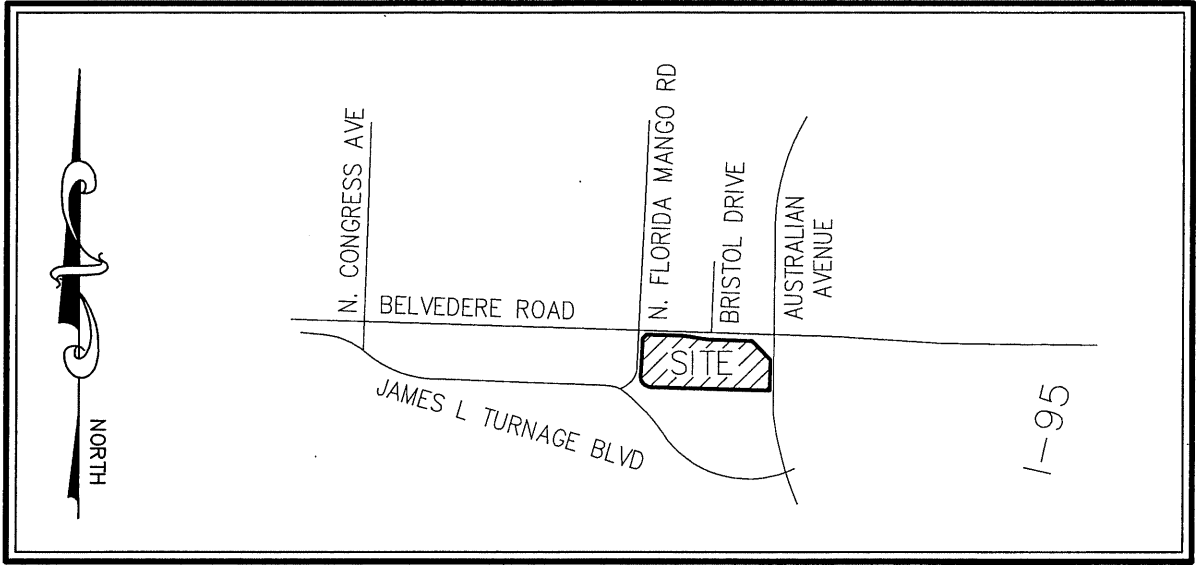 N. CONGRESS AVE
N. FLORIDA MANGO RD
BRISTOL DRIVE
AUSTRALIAN
AVENUE
BELVEDERE ROAD
SITE
JAMES L TURNAGE BLVD
I-95
NORTH